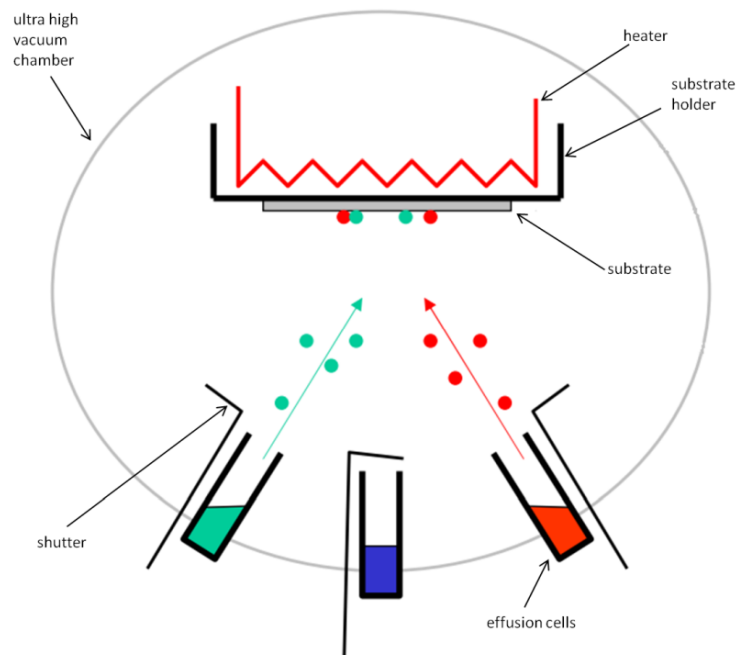 ultra high
vacuum
chamber
heater
substrate
holder
substrate
shutter
effusion cells